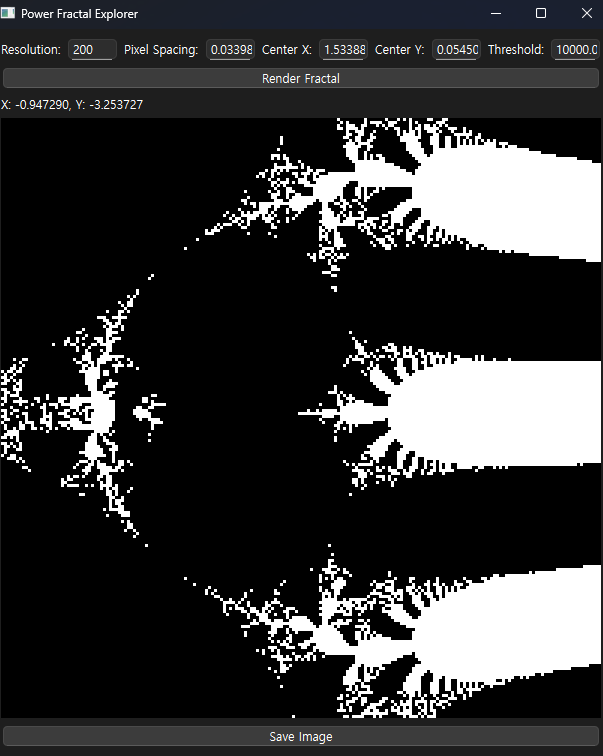 Power Fractal Explorer
Resolution: 200 Pixel Spacing: 0.03398 Center X: 1.53388 Center Y: 0.05450 Threshold: 10000.0
Render Fractal
X: -0.947290, Y: -3.253727
Save Image